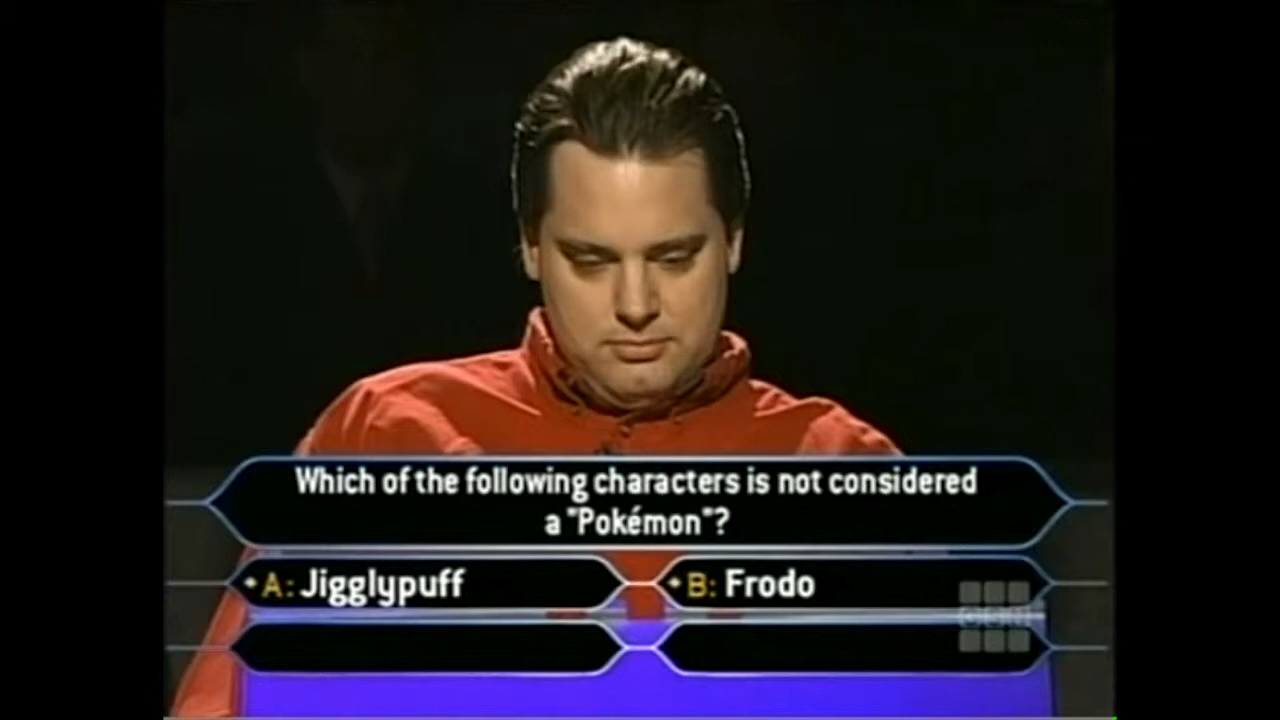 Which of the following characters is not considered
a "Pokémon"?
A: Jigglypuff
B: Frodo